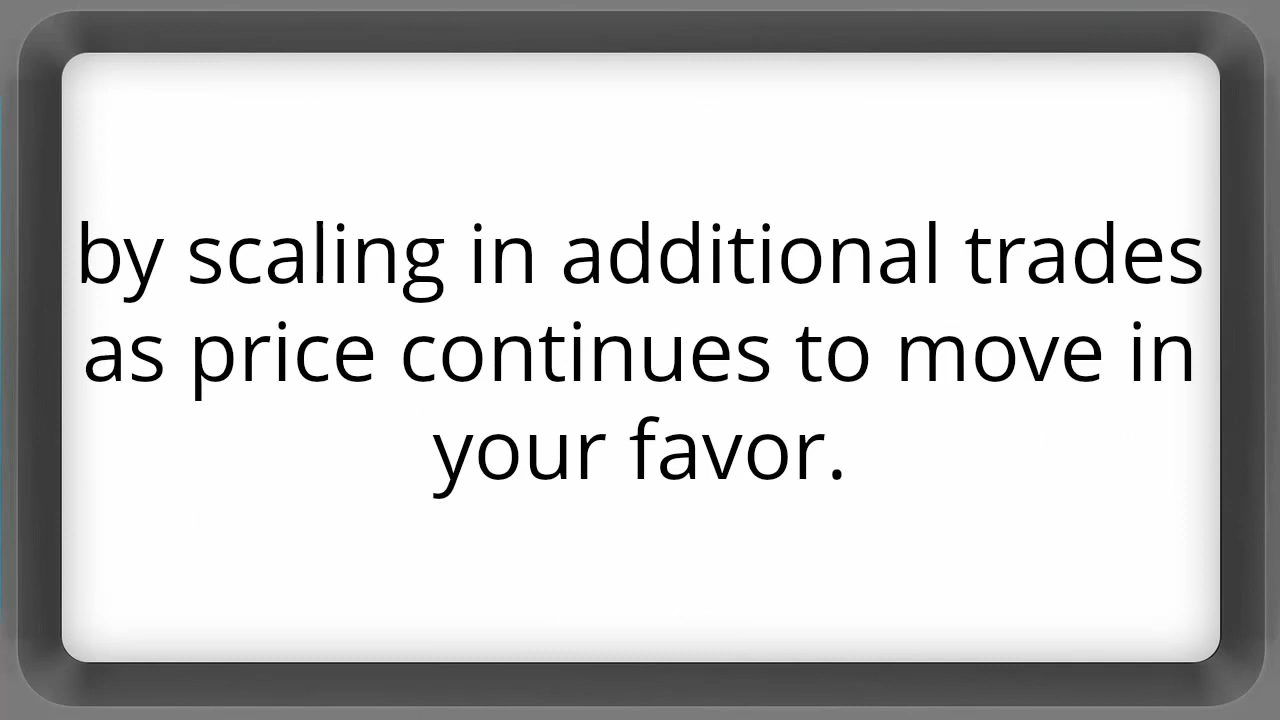 by scaling in additional trades
as price continues to move in
your favor.